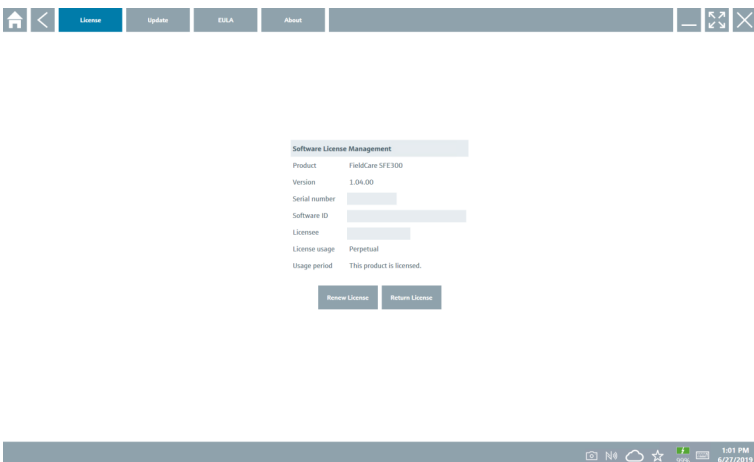 License Update EULA About
Software License Management
Product FieldCare SFE300
Version 1.04.00
Serial number
Software ID
Licensee
License usage Perpetual
Usage period This product is licensed.
Renew License Return License
1:01 PM
99% 6/27/2019